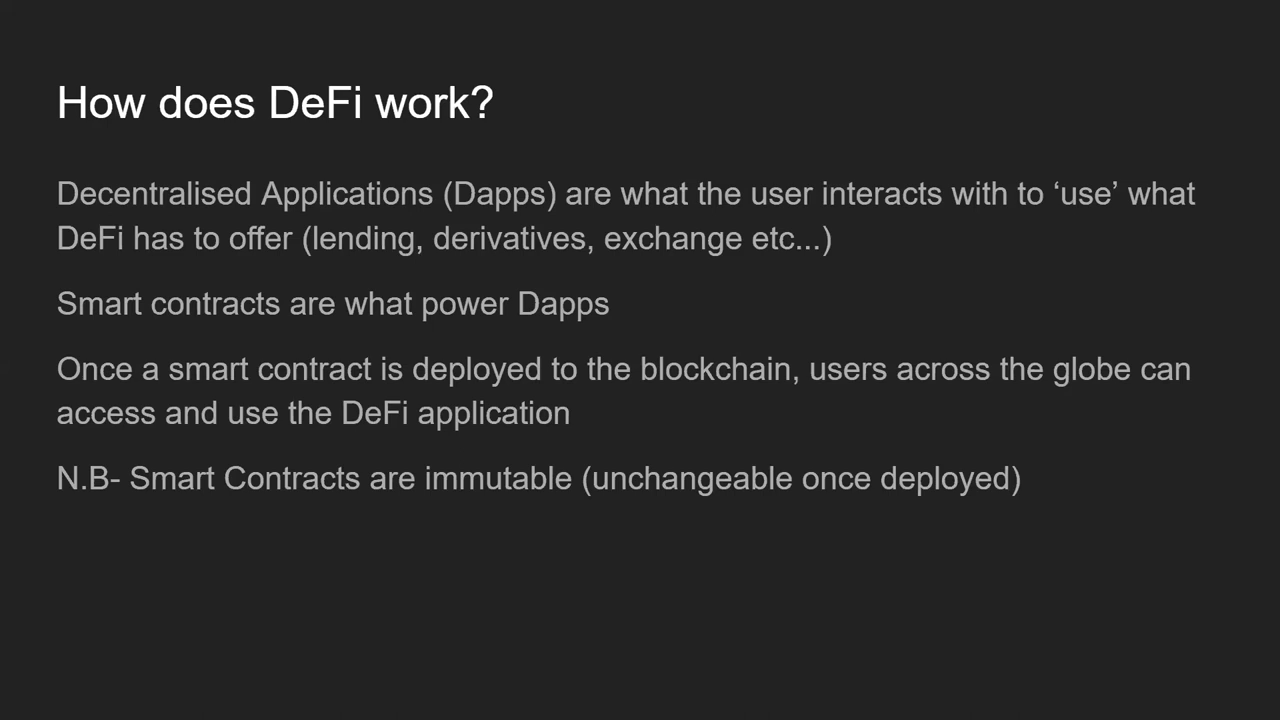 How does DeFi work?
Decentralised Applications (Dapps) are what the user interacts with to ‘use’ what
DeFi has to offer (lending, derivatives, exchange etc...)
Smart contracts are what power Dapps
Once a smart contract is deployed to the blockchain, users across the globe can
access and use the DeFi application
N.B- Smart Contracts are immutable (unchangeable once deployed)